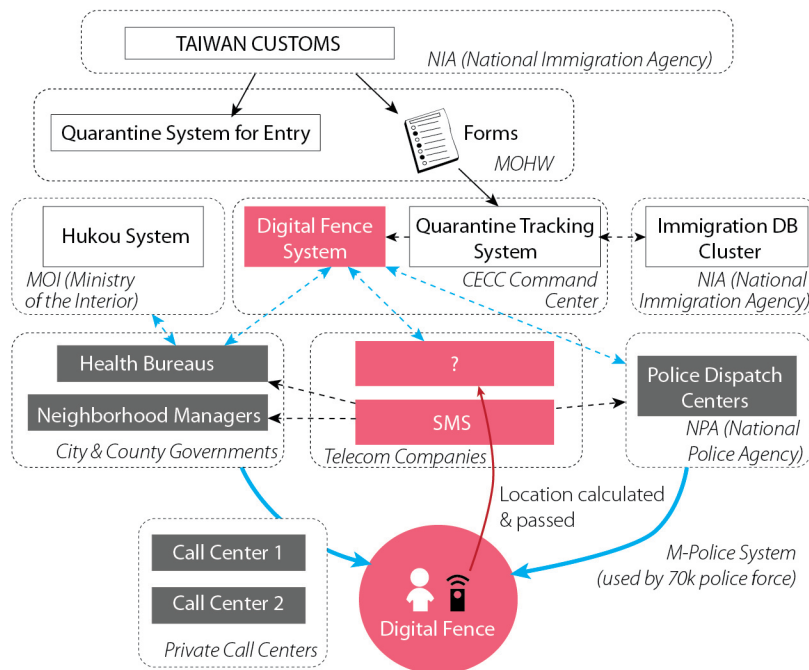 TAIWAN CUSTOMS
NIA (National Immigration Agency)
Quarantine System for Entry
Forms
MOHW
Hukou System
MOI (Ministry
of the Interior)
Digital Fence
System
Quarantine Tracking
System
CECC Command
Center
Immigration DB
Cluster
NIA (National
Immigration Agency)
Health Bureaus
Neighborhood Managers
City & County Governments
?
SMS
Telecom Companies
Police Dispatch
Centers
NPA (National
Police Agency)
Location calculated
& passed
Call Center 1
Call Center 2
Private Call Centers
Digital Fence
M-Police System
(used by 70k police force)